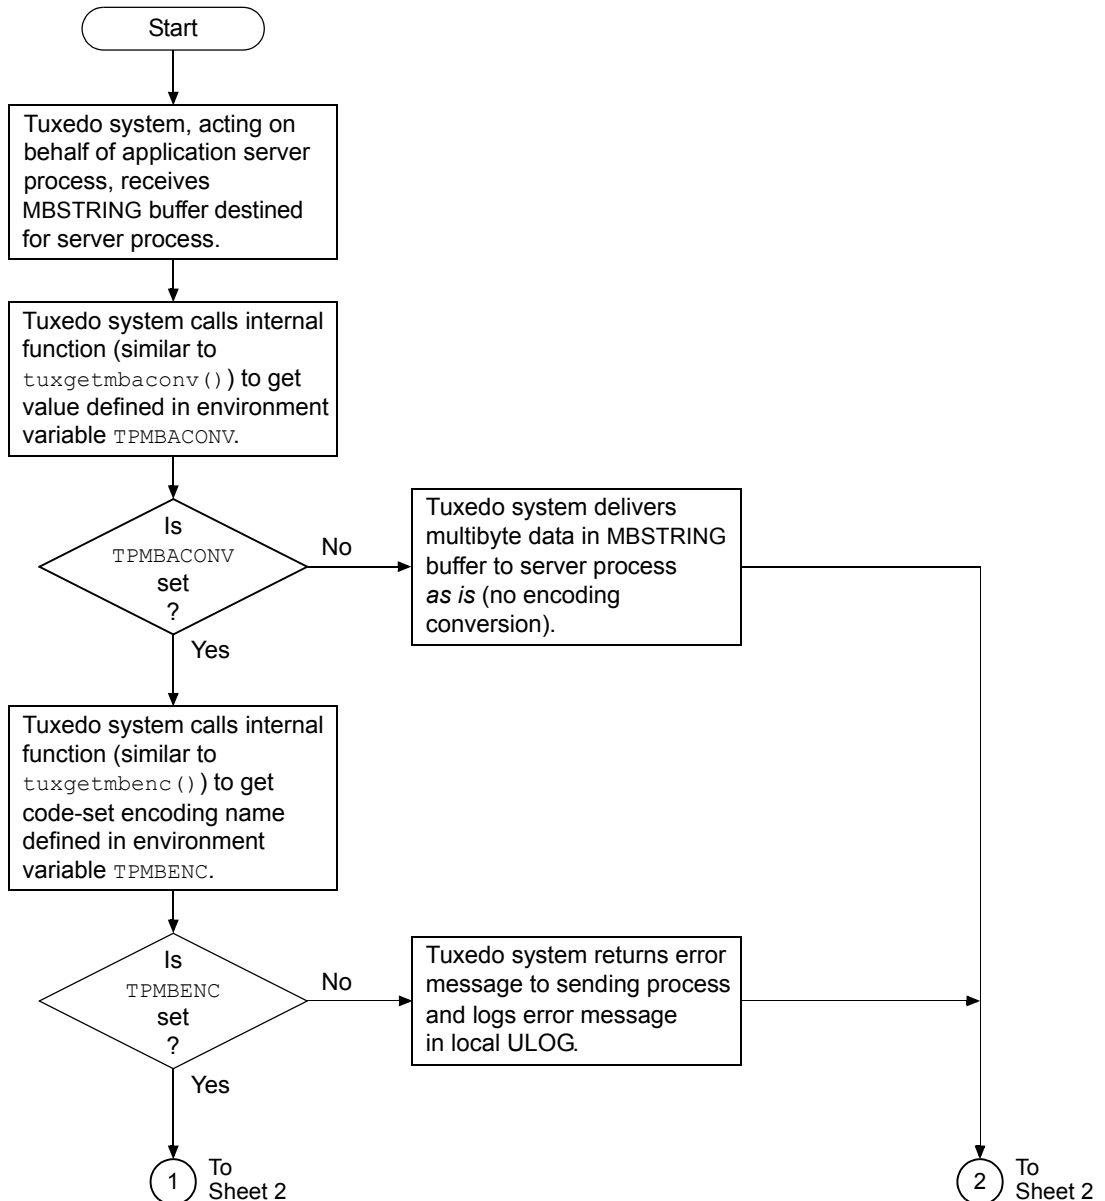 Start
Tuxedo system, acting on
behalf of application server
process, receives
MBSTRING buffer destined
for server process.
Tuxedo system calls internal
function (similar to
tuxgetmbaconv()) to get
value defined in environment
variable TPMBACONV.
Is
TPMBACONV
set
?
No
Yes
Tuxedo system delivers
multibyte data in MBSTRING
buffer to server process
as is (no encoding
conversion).
Tuxedo system calls internal
function (similar to
tuxgetmbenc()) to get
code-set encoding name
defined in environment
variable TPMBENC.
Is
TPMBENC
set
?
No
Yes
Tuxedo system returns error
message to sending process
and logs error message
in local ULOG.
1
To
Sheet 2
2
To
Sheet 2